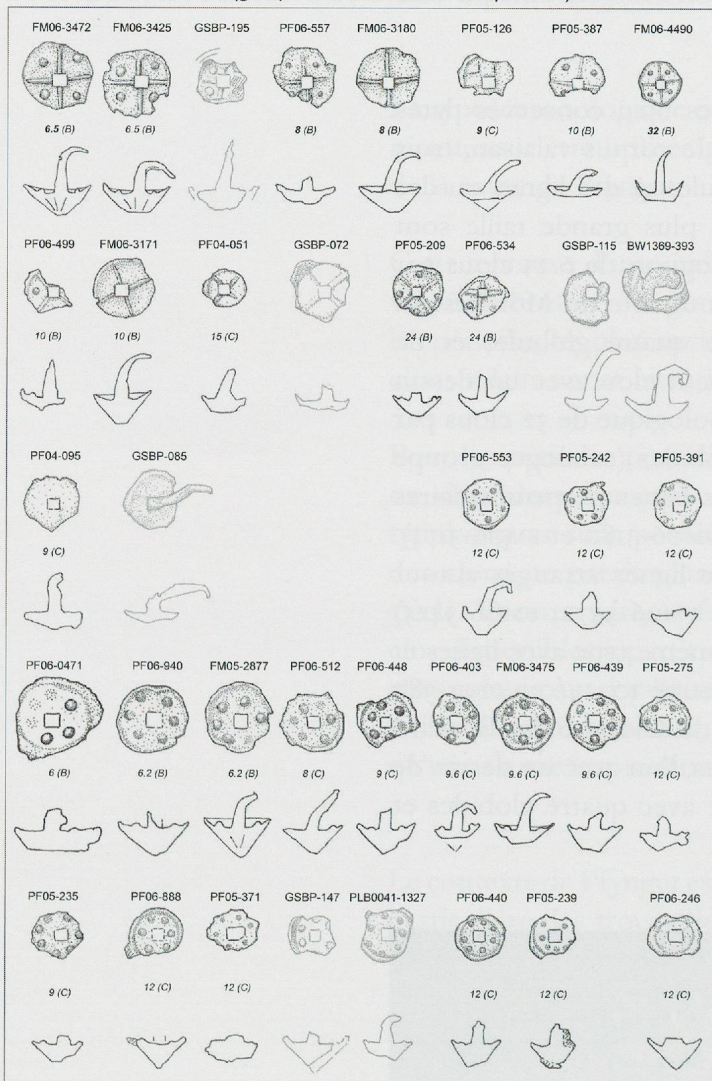 FM06-3472 FM06-3425 GSBP-195 PF06-557 FM06-3180 PF05-126 PF05-387 FM06-4490
6.5 (B) 6.5 (B) 8 (B) 8 (B) 9 (C) 10 (B) 32 (B)
PF06-499 FM06-3171 PF04-051 GSBP-072 PF05-209 PF06-534 GSBP-115 BW1369-393
10 (B) 10 (B) 15 (C) 24 (B) 24 (B)
PF04-095 GSBP-085 PF06-553 PF05-242 PF05-391
9 (C) 12 (C) 12 (C) 12 (C)
PF06-0471 PF06-940 FM05-2877 PF06-512 PF06-448 PF06-403 FM06-3475 PF06-439 PF05-275
6 (B) 6.2 (B) 6.2 (B) 8 (C) 9 (C) 9.6 (C) 9.6 (C) 9.6 (C) 12 (C)
PF05-235 PF06-888 PF05-371 GSBP-147 PLB0041-1327 PF06-440 PF05-239 PF06-246
9 (C) 12 (C) 12 (C) 12 (C) 12 (C) 12 (C)